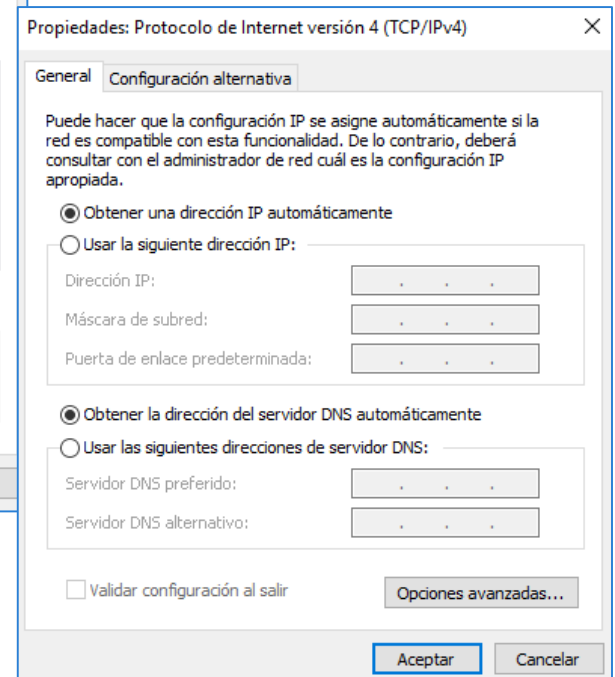 Propiedades: Protocolo de Internet versión 4 (TCP/IPv4)
General
Configuración alternativa
Puede hacer que la configuración IP se asigne automáticamente si la
red es compatible con esta funcionalidad. De lo contrario, deberá
consultar con el administrador de red cuál es la configuración IP
apropiada.
Obtener una dirección IP automáticamente
Usar la siguiente dirección IP:
Dirección IP:
Máscara de subred:
Puerta de enlace predeterminada:
Obtener la dirección del servidor DNS automáticamente
Usar las siguientes direcciones de servidor DNS:
Servidor DNS preferido:
Servidor DNS alternativo:
Validar configuración al salir
Opciones avanzadas...
Aceptar
Cancelar